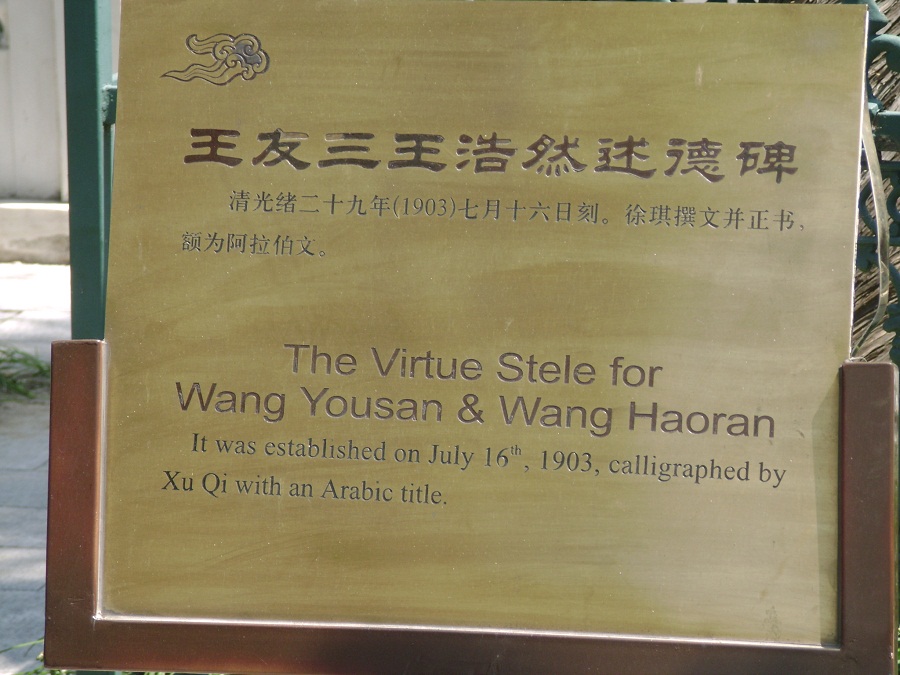 王友三王浩然述德碑
清光绪二十九年(1903)七月十六日刻。徐琪撰文并正书,
额为阿拉伯文。
The Virtue Stele for
Wang Yousan & Wang Haoran
It was established on July 16th, 1903, calligraphed by
Xu Qi with an Arabic title.